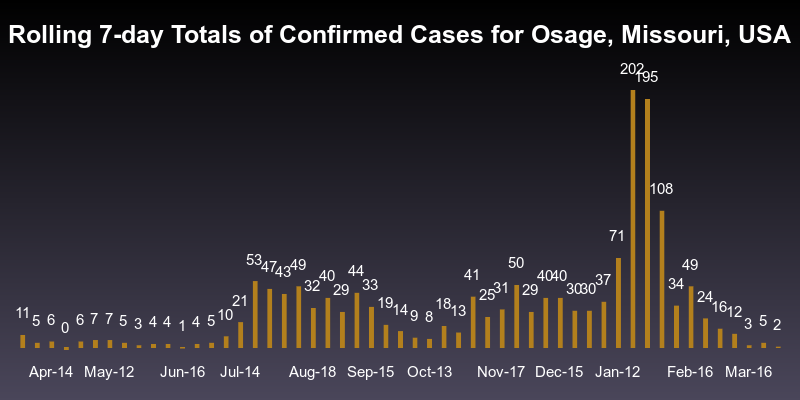 Rolling 7-day Totals of Confirmed Cases for Osage, Missouri, USA
11 5 6 0 6 7 7 5 3 4 4 1 4 5 10 21 53 47 43 49 32 40 29 44 33 19 14 9 8 18 13 41 25 31 50 29 40 40 30 30 37 71 202 195 108 34 49 24 16 12 3 5 2
Apr-14 May-12 Jun-16 Jul-14 Aug-18 Sep-15 Oct-13 Nov-17 Dec-15 Jan-12 Feb-16 Mar-16